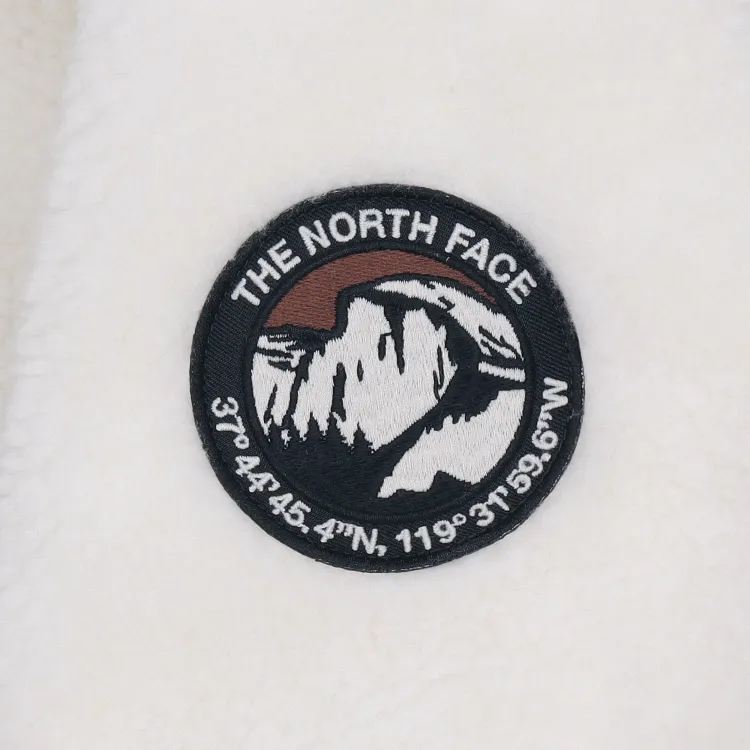 THE NORTH FACE
37° 44' 45.4"N, 119° 31' 59.6"W